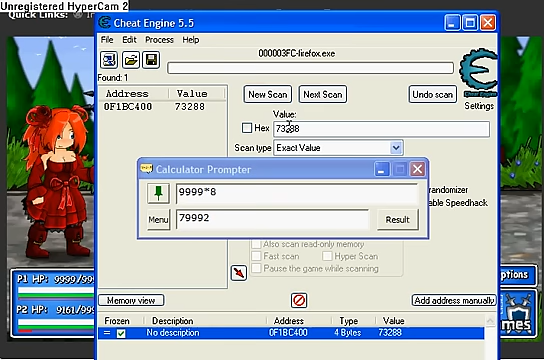 Unregistered HyperCam 2
Quick Links:
Cheat Engine 5.5
File Edit Process Help
000003FC-firefox.exe
Found: 1
Address Value
0F1BC400 73288
New Scan Next Scan Undo scan
Settings
Value:
Hex 73288
Scan type Exact Value
Calculator Prompter
9999*8
Menu 79992 Result
randomizer
able Speedhack
Also scan read-only memory
Fast scan Hyper Scan
Pause the game while scanning
P1 HP: 9999/999
P2 HP: 9161/999
ptions
mes
Memory view Add address manually
Frozen Description Address Type Value
= No description 0F1BC400 4 Bytes 73288